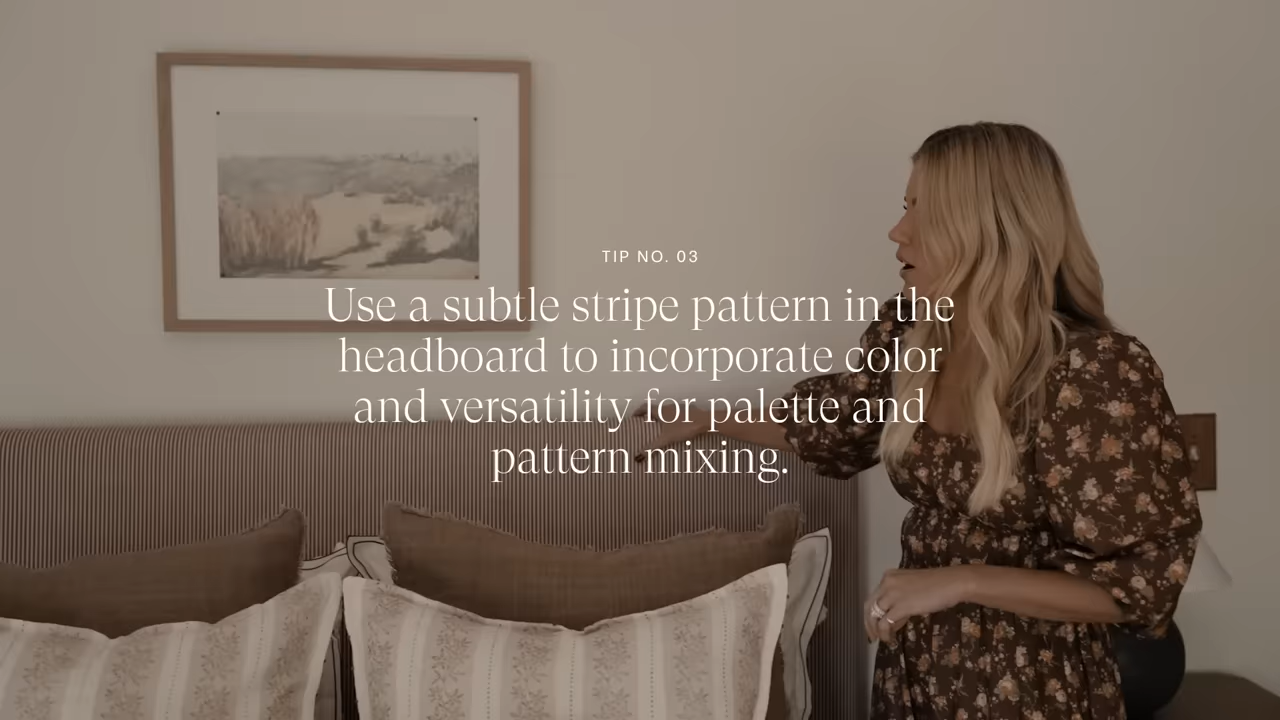 TIP NO. 03
Use a subtle stripe pattern in the
headboard to incorporate color
and versatility for palette and
pattern mixing.